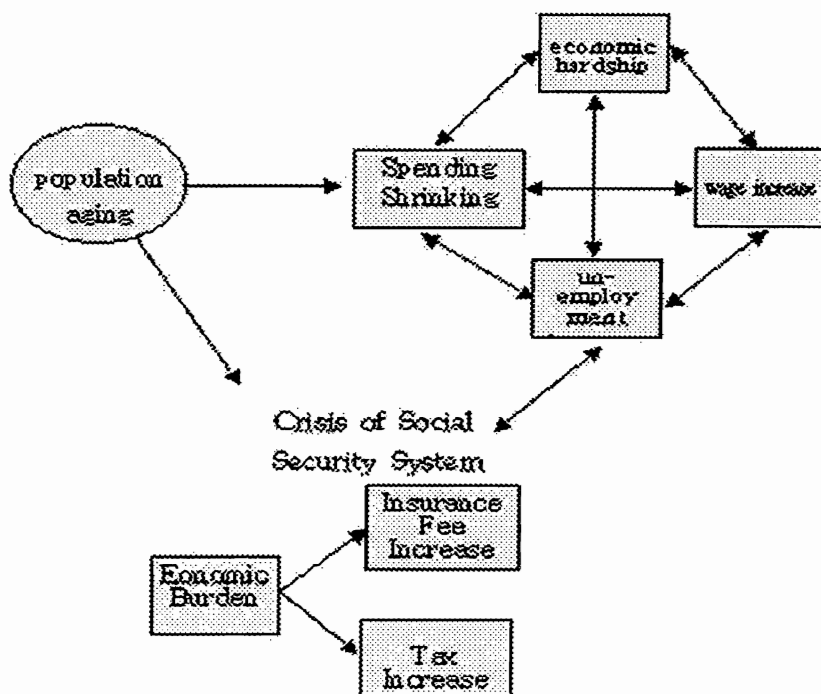 economic
hardship
population
aging
Spending
Shrinking
wage increase
un-
employ
ment
Crisis of Social
Security System
Insurance
Fee
Increase
Eonomic
Burden
Tax
Increase